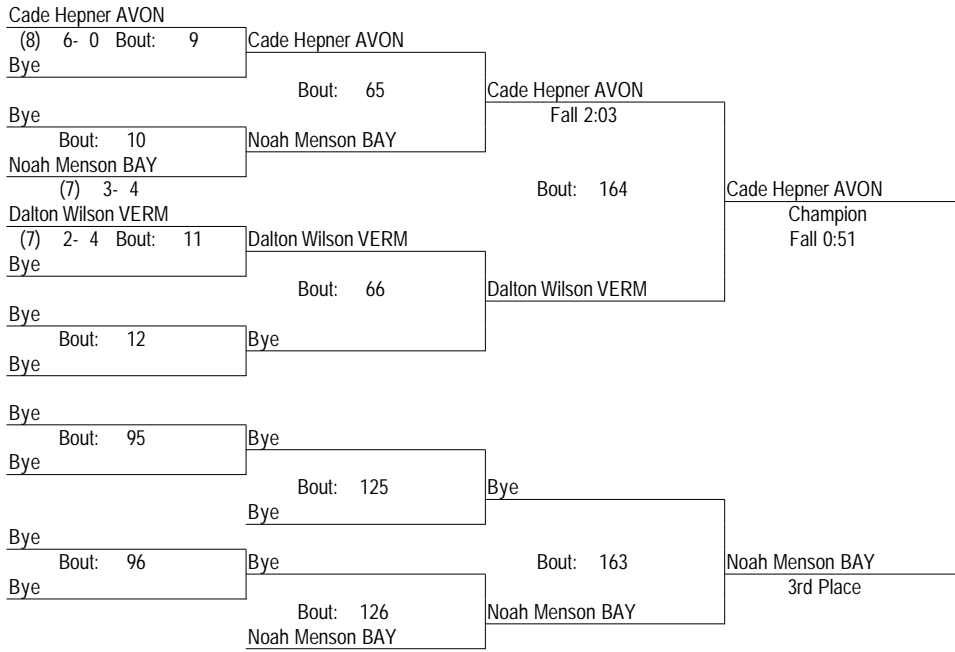 Cade Hepner AVON
(8) 6- 0 Bout: 9 Cade Hepner AVON
Bye
Bout: 65 Cade Hepner AVON
Bye Fall 2:03
Bout: 10 Noah Menson BAY
Noah Menson BAY
(7) 3- 4 Bout: 164 Cade Hepner AVON
Dalton Wilson VERM Champion
(7) 2- 4 Bout: 11 Dalton Wilson VERM Fall 0:51
Bye
Bout: 66 Dalton Wilson VERM
Bye
Bout: 12 Bye
Bye
Bye
Bout: 95 Bye
Bye
Bout: 125 Bye
Bye
Bye
Bout: 96 Bye Bout: 163 Noah Menson BAY
Bye 3rd Place
Bout: 126 Noah Menson BAY
Noah Menson BAY